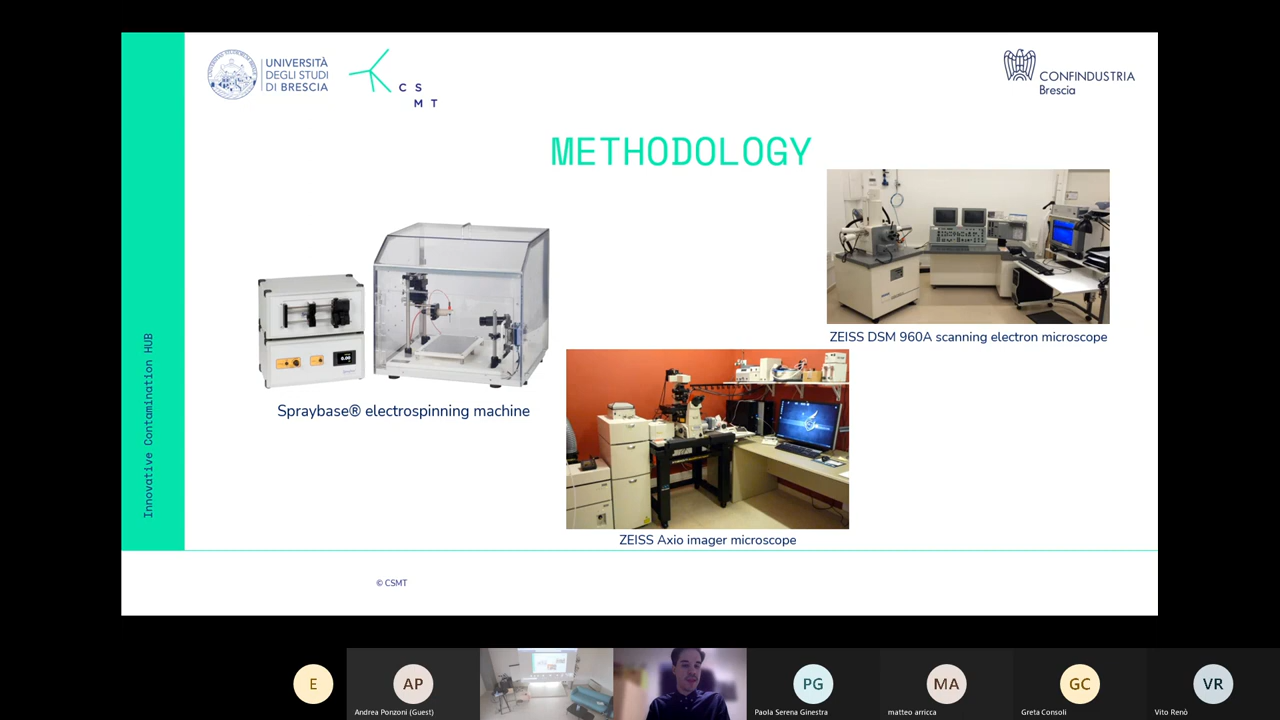 UNIVERSITÀ
DEGLI STUDI
DI BRESCIA
C S
M T
CONFINDUSTRIA
Brescia
METHODOLOGY
Innovative Contamination HUB
ZEISS DSM 960A scanning electron microscope
Spraybase® electrospinning machine
ZEISS Axio imager microscope
© CSMT
E
AP
PG
MA
GC
VR
Andrea Ponzoni (Guest)
Paola Serena Ginestra
matteo arricca
Greta Consoli
Vito Renò